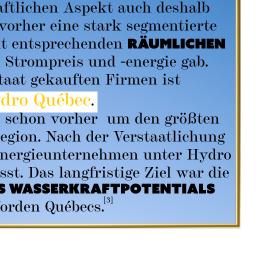 aftlichen Aspekt auch deshalb
vorher eine stark segmentierte
t entsprechenden RÄUMLICHEN
Strompreis und -energie gab.
taat gekauften Firmen ist
dro Québec.
schon vorher um den größten
egion. Nach der Verstaatlichung
nergieunternehmen unter Hydro
sst. Das langfristige Ziel war die
S WASSERKRAFTPOTENTIALS
orden Québecs.[3]